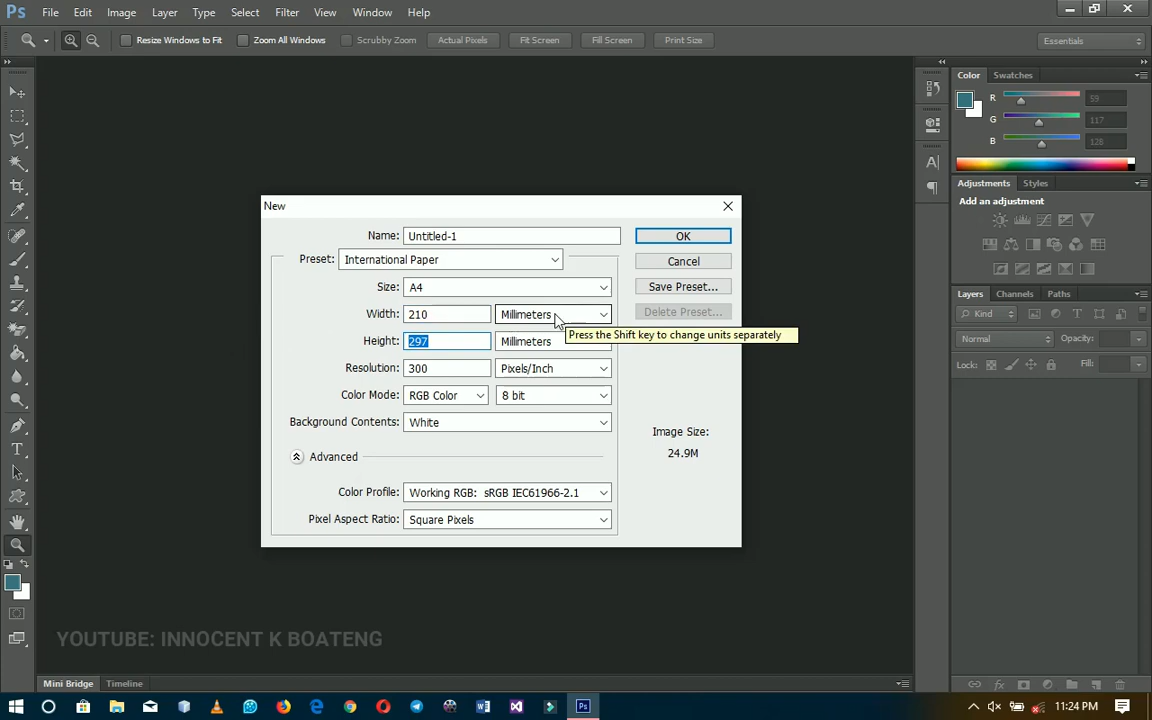 Ps File Edit Image Layer Type Select Filter View Window Help
Resize Windows to Fit Zoom All Windows Scrubby Zoom Actual Pixels Fit Screen Fill Screen Print Size Essentials
Color Swatches
R 59
G 117
B 128
Adjustments Styles
Add an adjustment
Layers Channels Paths
Kind
Normal Opacity:
Lock: Fill:
New
Name: Untitled-1 OK
Preset: International Paper Cancel
Size: A4 Save Preset...
Width: 210 Millimeters Delete Preset...
Press the Shift key to change units separately
Height: 297 Millimeters
Resolution: 300 Pixels/Inch
Color Mode: RGB Color 8 bit
Background Contents: White
Image Size:
24.9M
Advanced
Color Profile: Working RGB: sRGB IEC61966-2.1
Pixel Aspect Ratio: Square Pixels
YOUTUBE: INNOCENT K BOATENG
Mini Bridge Timeline
Ps 11:24 PM